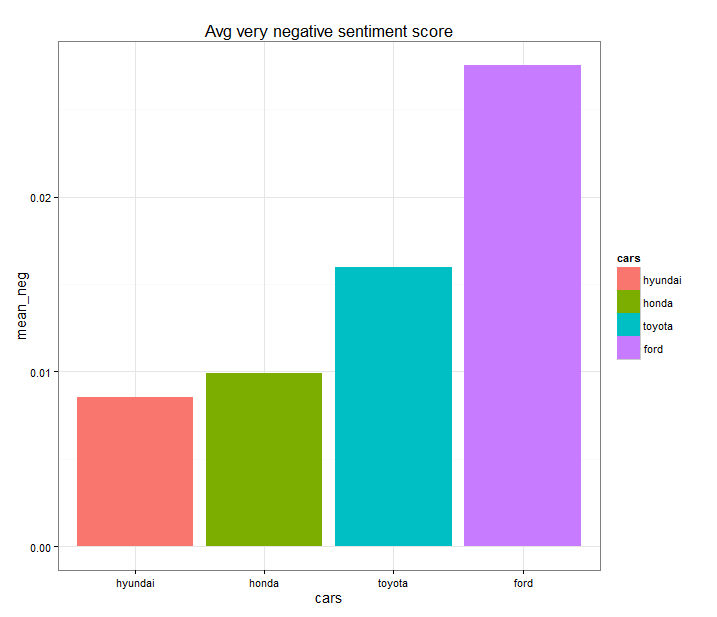 Avg very negative sentiment score
mean_neg
0.02
0.01
0.00
hyundai honda toyota ford
cars
cars
hyundai
honda
toyota
ford